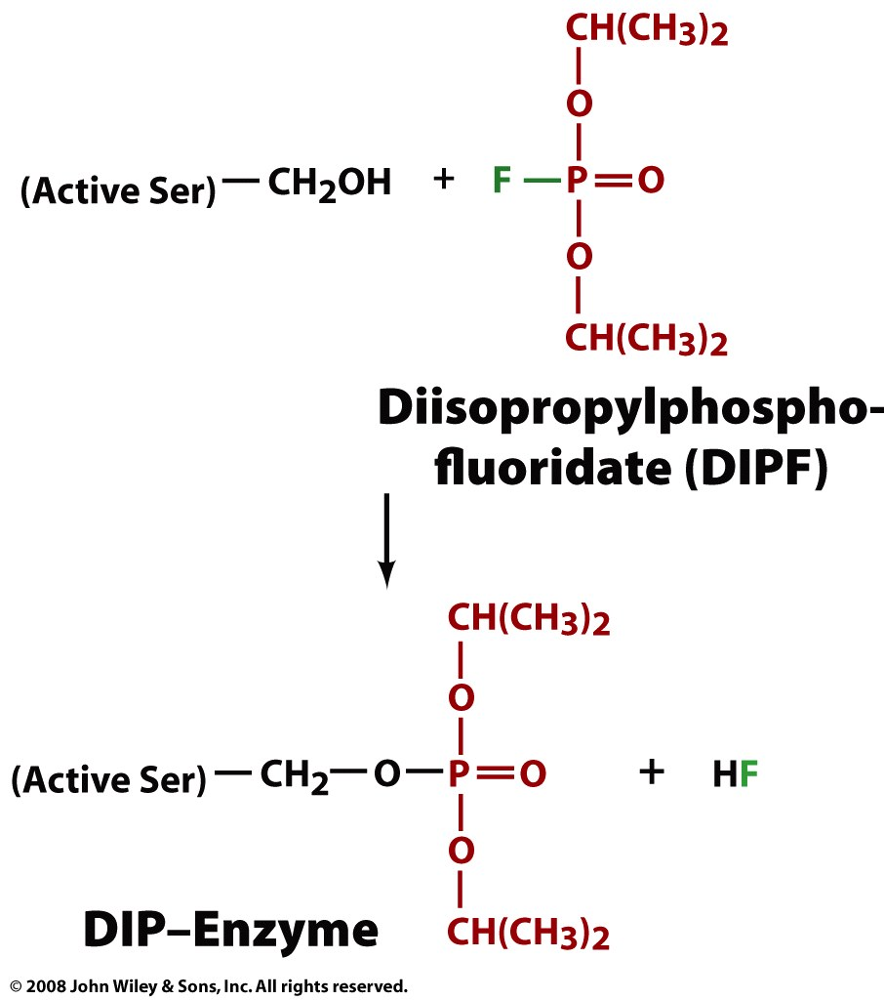 CH(CH3)2
O
(Active Ser)—CH2OH + F—P=O
O
CH(CH3)2
Diisopropylphospho-
fluoridate (DIPF)
CH(CH3)2
O
(Active Ser)—CH2—O—P=O + HF
O
CH(CH3)2
DIP–Enzyme
© 2008 John Wiley & Sons, Inc. All rights reserved.